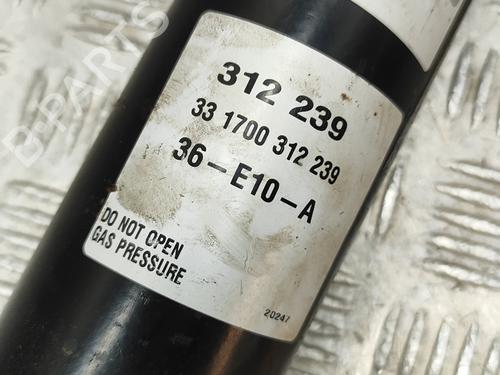 312 239
33 1700 312 239
36-E10-A
DO NOT OPEN
GAS PRESSURE
20247
B-PARTS